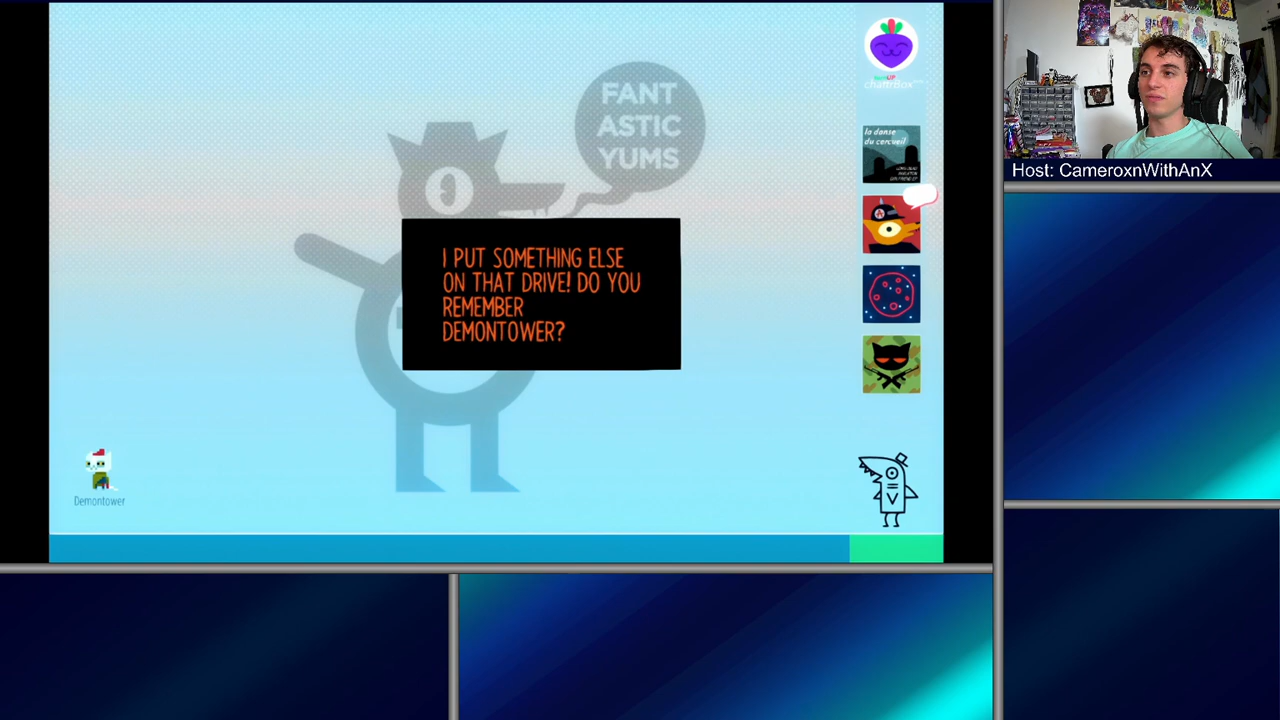 FANT
ASTIC
YUMS
chattrBox
la danse
du cercueil
I PUT SOMETHING ELSE
ON THAT DRIVE! DO YOU
REMEMBER
DEMONTOWER?
Demontower
Host: CameroxnWithAnX